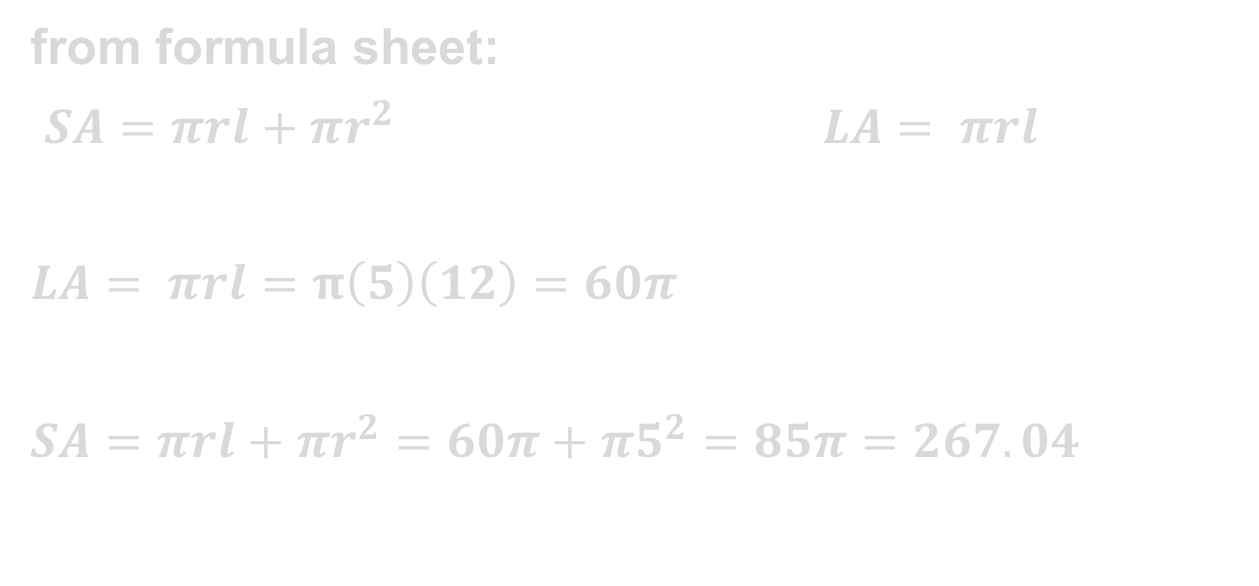 from formula sheet:
SA = πrl + πr² LA = πrl
LA = πrl = π(5)(12) = 60π
SA = πrl + πr² = 60π + π5² = 85π = 267.04